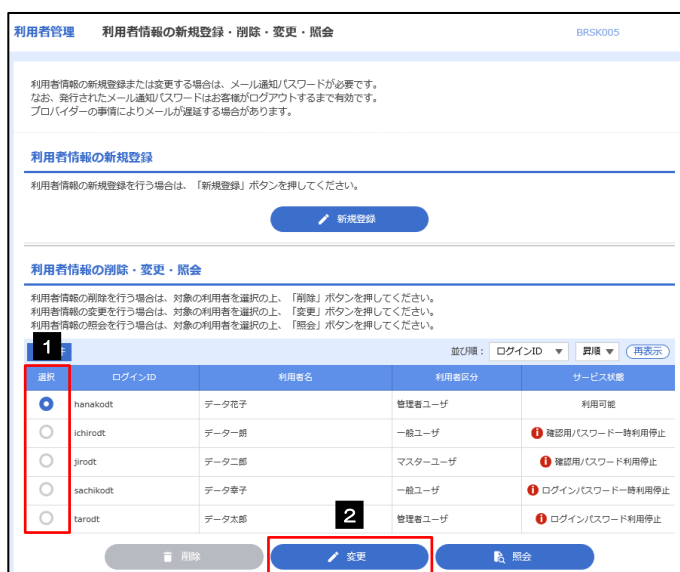 利用者管理 利用者情報の新規登録・削除・変更・照会 BRSK005
利用者情報の新規登録または変更する場合は、メール通知パスワードが必要です。
なお、発行されたメール通知パスワードはお客様がログアウトするまで有効です。
プロバイダーの事情によりメールが遅延する場合があります。
利用者情報の新規登録
利用者情報の新規登録を行う場合は、「新規登録」ボタンを押してください。
新規登録
利用者情報の削除・変更・照会
利用者情報の削除を行う場合は、対象の利用者を選択の上、「削除」ボタンを押してください。
利用者情報の変更を行う場合は、対象の利用者を選択の上、「変更」ボタンを押してください。
利用者情報の照会を行う場合は、対象の利用者を選択の上、「照会」ボタンを押してください。
1 並び順： ログインID ▼ 昇順 ▼ 再表示
選択 ログインID 利用者名 利用者区分 サービス状態
hanakodt データ花子 管理者ユーザ 利用可能
ichirodt データ一朗 一般ユーザ 確認用パスワード一時利用停止
jirodt データ二郎 マスターユーザ 確認用パスワード利用停止
sachikodt データ幸子 一般ユーザ ログインパスワード一時利用停止
tarodt データ太郎 管理者ユーザ ログインパスワード利用停止
2
削除 変更 照会